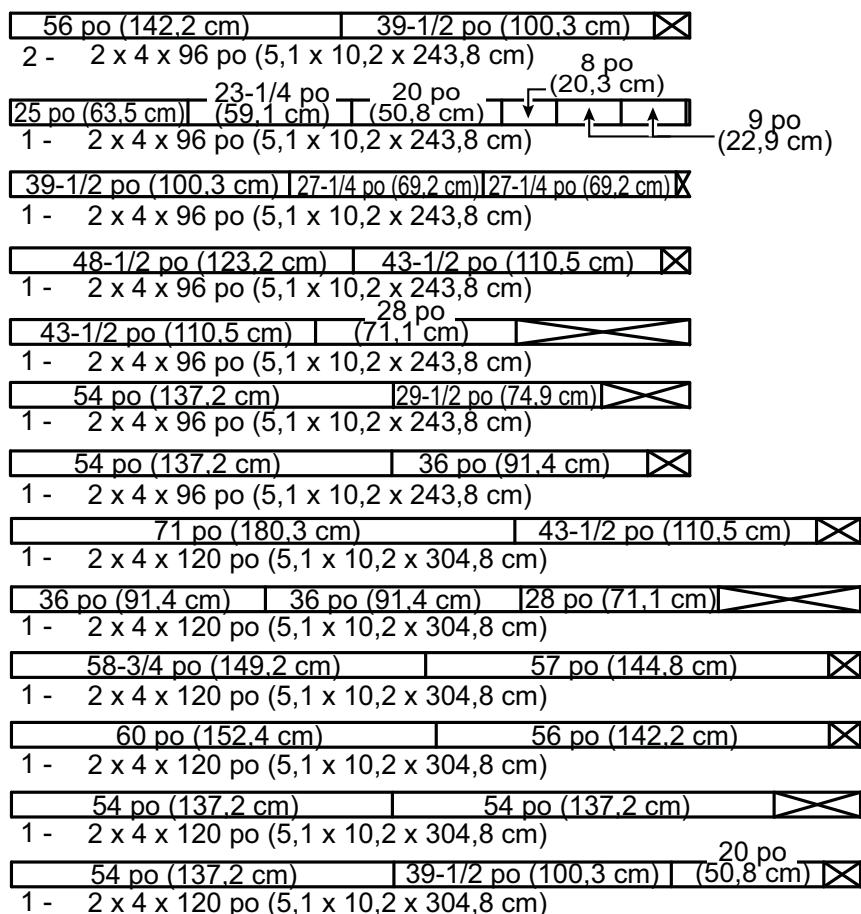 56 po (142,2 cm) 39-1/2 po (100,3 cm)
2 - 2 x 4 x 96 po (5,1 x 10,2 x 243,8 cm)
8 po
(20,3 cm)
25 po (63,5 cm) 23-1/4 po (59,1 cm) 20 po (50,8 cm)
9 po
(22,9 cm)
1 - 2 x 4 x 96 po (5,1 x 10,2 x 243,8 cm)
39-1/2 po (100,3 cm) 27-1/4 po (69,2 cm) 27-1/4 po (69,2 cm)
1 - 2 x 4 x 96 po (5,1 x 10,2 x 243,8 cm)
48-1/2 po (123,2 cm) 43-1/2 po (110,5 cm)
1 - 2 x 4 x 96 po (5,1 x 10,2 x 243,8 cm)
43-1/2 po (110,5 cm) 28 po (71,1 cm)
1 - 2 x 4 x 96 po (5,1 x 10,2 x 243,8 cm)
54 po (137,2 cm) 29-1/2 po (74,9 cm)
1 - 2 x 4 x 96 po (5,1 x 10,2 x 243,8 cm)
54 po (137,2 cm) 36 po (91,4 cm)
1 - 2 x 4 x 96 po (5,1 x 10,2 x 243,8 cm)
71 po (180,3 cm) 43-1/2 po (110,5 cm)
1 - 2 x 4 x 120 po (5,1 x 10,2 x 304,8 cm)
36 po (91,4 cm) 36 po (91,4 cm) 28 po (71,1 cm)
1 - 2 x 4 x 120 po (5,1 x 10,2 x 304,8 cm)
58-3/4 po (149,2 cm) 57 po (144,8 cm)
1 - 2 x 4 x 120 po (5,1 x 10,2 x 304,8 cm)
60 po (152,4 cm) 56 po (142,2 cm)
1 - 2 x 4 x 120 po (5,1 x 10,2 x 304,8 cm)
54 po (137,2 cm) 54 po (137,2 cm)
1 - 2 x 4 x 120 po (5,1 x 10,2 x 304,8 cm)
54 po (137,2 cm) 39-1/2 po (100,3 cm) 20 po (50,8 cm)
1 - 2 x 4 x 120 po (5,1 x 10,2 x 304,8 cm)